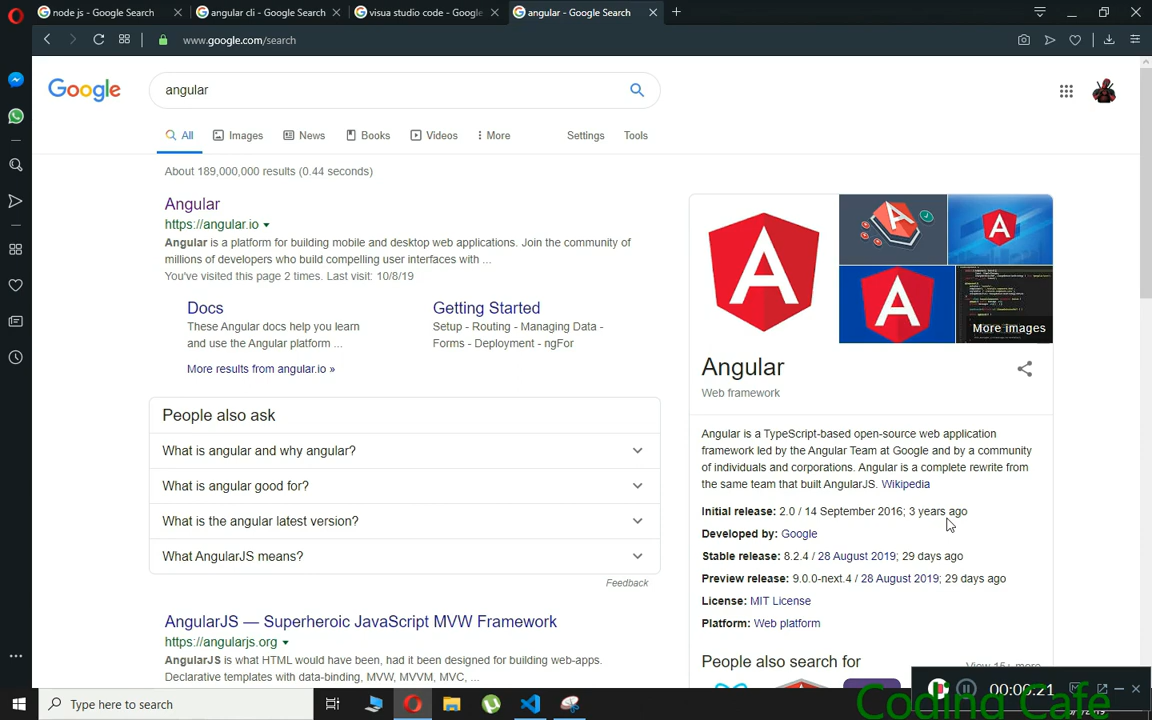 node js - Google Search
angular cli - Google Search
visua studio code - Google
angular - Google Search
www.google.com/search
Google
angular
All
Images
News
Books
Videos
More
Settings
Tools
About 189,000,000 results (0.44 seconds)
Angular
https://angular.io
Angular is a platform for building mobile and desktop web applications. Join the community of
millions of developers who build compelling user interfaces with ...
You've visited this page 2 times. Last visit: 10/8/19
Docs
These Angular docs help you learn
and use the Angular platform ...
Getting Started
Setup - Routing - Managing Data -
Forms - Deployment - ngFor
More results from angular.io »
People also ask
What is angular and why angular?
What is angular good for?
What is the angular latest version?
What AngularJS means?
Feedback
AngularJS — Superheroic JavaScript MVW Framework
https://angularjs.org
AngularJS is what HTML would have been, had it been designed for building web-apps.
Declarative templates with data-binding, MVW, MVVM, MVC, ...
More images
Angular
Web framework
Angular is a TypeScript-based open-source web application
framework led by the Angular Team at Google and by a community
of individuals and corporations. Angular is a complete rewrite from
the same team that built AngularJS. Wikipedia
Initial release: 2.0 / 14 September 2016; 3 years ago
Developed by: Google
Stable release: 8.2.4 / 28 August 2019; 29 days ago
Preview release: 9.0.0-next.4 / 28 August 2019; 29 days ago
License: MIT License
Platform: Web platform
People also search for
View 15+ more
00:00:21
Type here to search
Coding Cafe